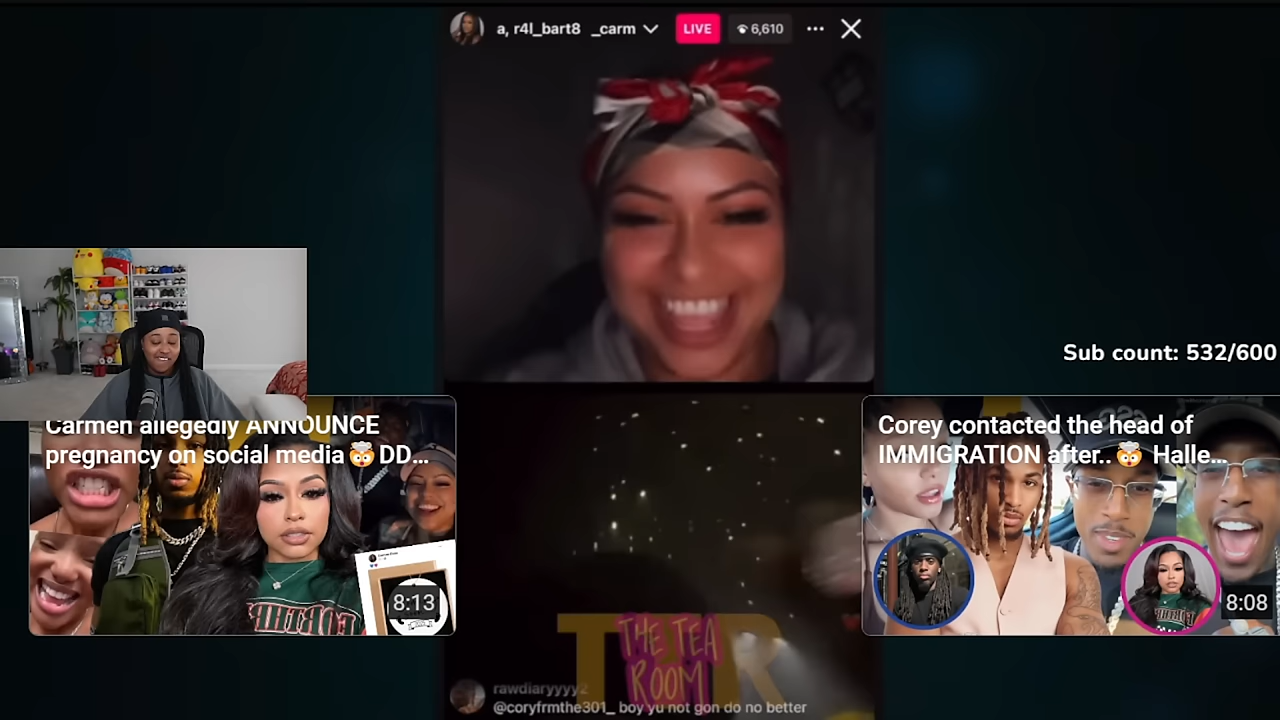 a, r4l_bart8 _carm
LIVE
6,610
Sub count: 532/600
Carmen allegedly ANNOUNCE
pregnancy on social media🤯DD...
8:13
Corey contacted the head of
IMMIGRATION after..🤯 Halle...
8:08
THE TEA
ROOM
rawdiaryyyy2
@coryfrmthe301_ boy yu not gon do no better